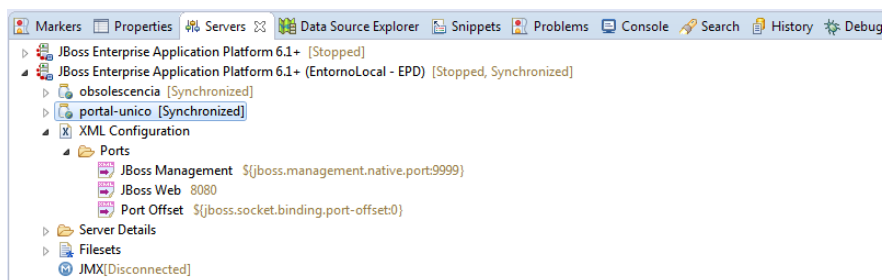 Markers Properties Servers Data Source Explorer Snippets Problems Console Search History Debug
JBoss Enterprise Application Platform 6.1+ [Stopped]
JBoss Enterprise Application Platform 6.1+ (EntornoLocal - EPD) [Stopped, Synchronized]
obsolescencia [Synchronized]
portal-unico [Synchronized]
XML Configuration
Ports
JBoss Management ${jboss.management.native.port:9999}
JBoss Web 8080
Port Offset ${jboss.socket.binding.port-offset:0}
Server Details
Filesets
JMX[Disconnected]